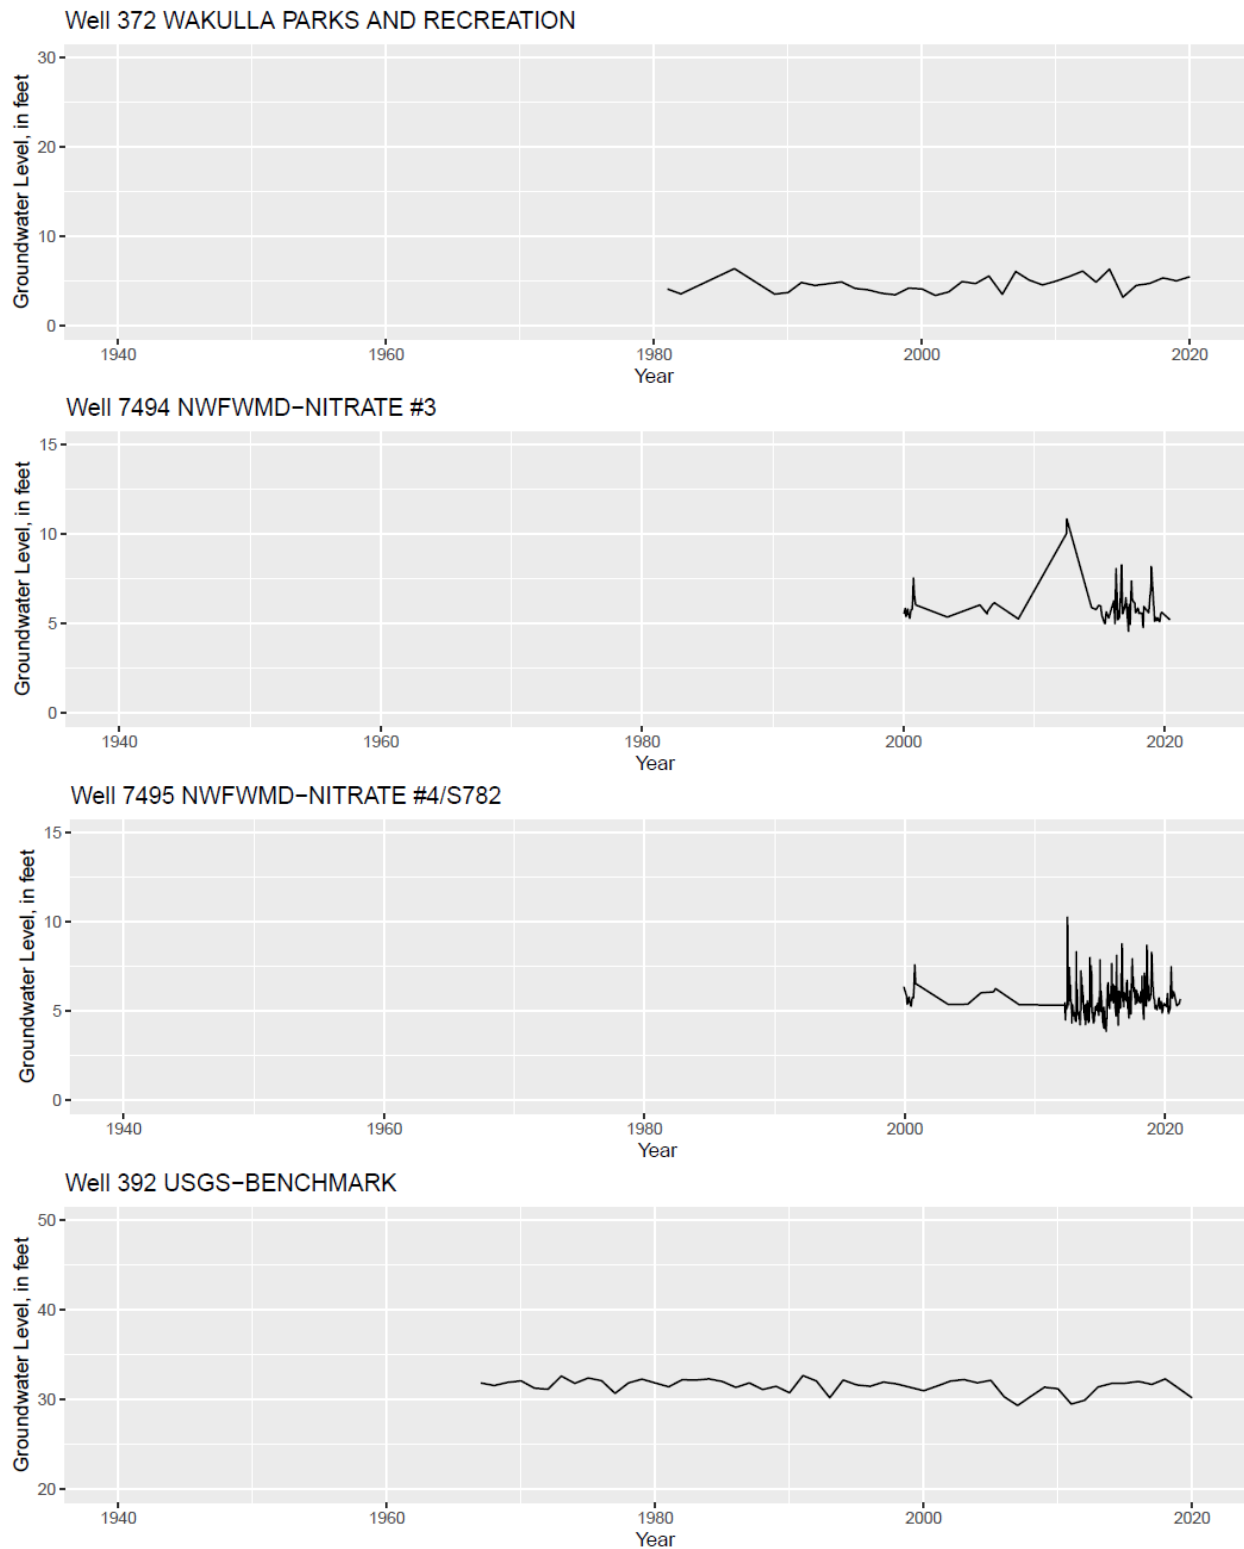 Well 372 WAKULLA PARKS AND RECREATION
Groundwater Level, in feet
30
20
10
0
1940 1960 1980 2000 2020
Year
Well 7494 NWFWMD−NITRATE #3
Groundwater Level, in feet
15
10
5
0
1940 1960 1980 2000 2020
Year
Well 7495 NWFWMD−NITRATE #4/S782
Groundwater Level, in feet
15
10
5
0
1940 1960 1980 2000 2020
Year
Well 392 USGS−BENCHMARK
Groundwater Level, in feet
50
40
30
20
1940 1960 1980 2000 2020
Year